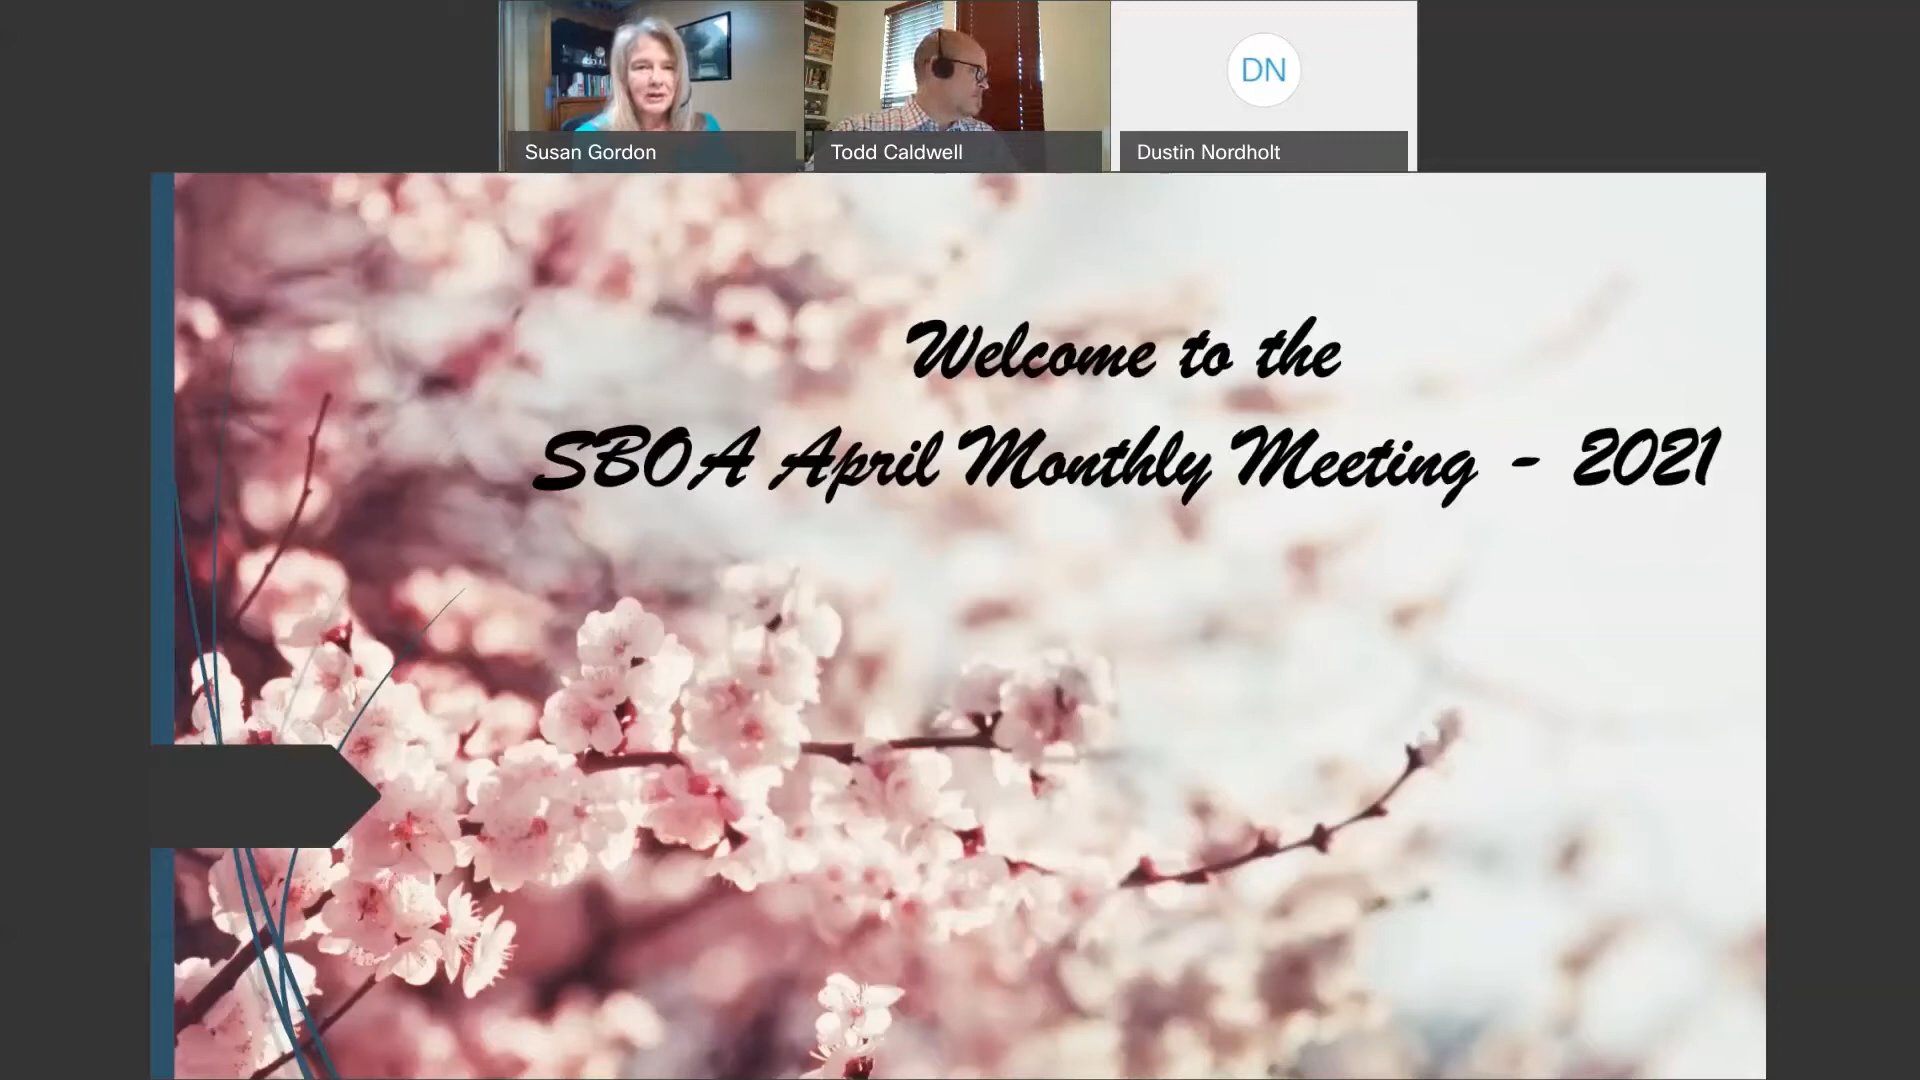 DN
Susan Gordon
Todd Caldwell
Dustin Nordholt
Welcome to the
SBOA April Monthly Meeting - 2021